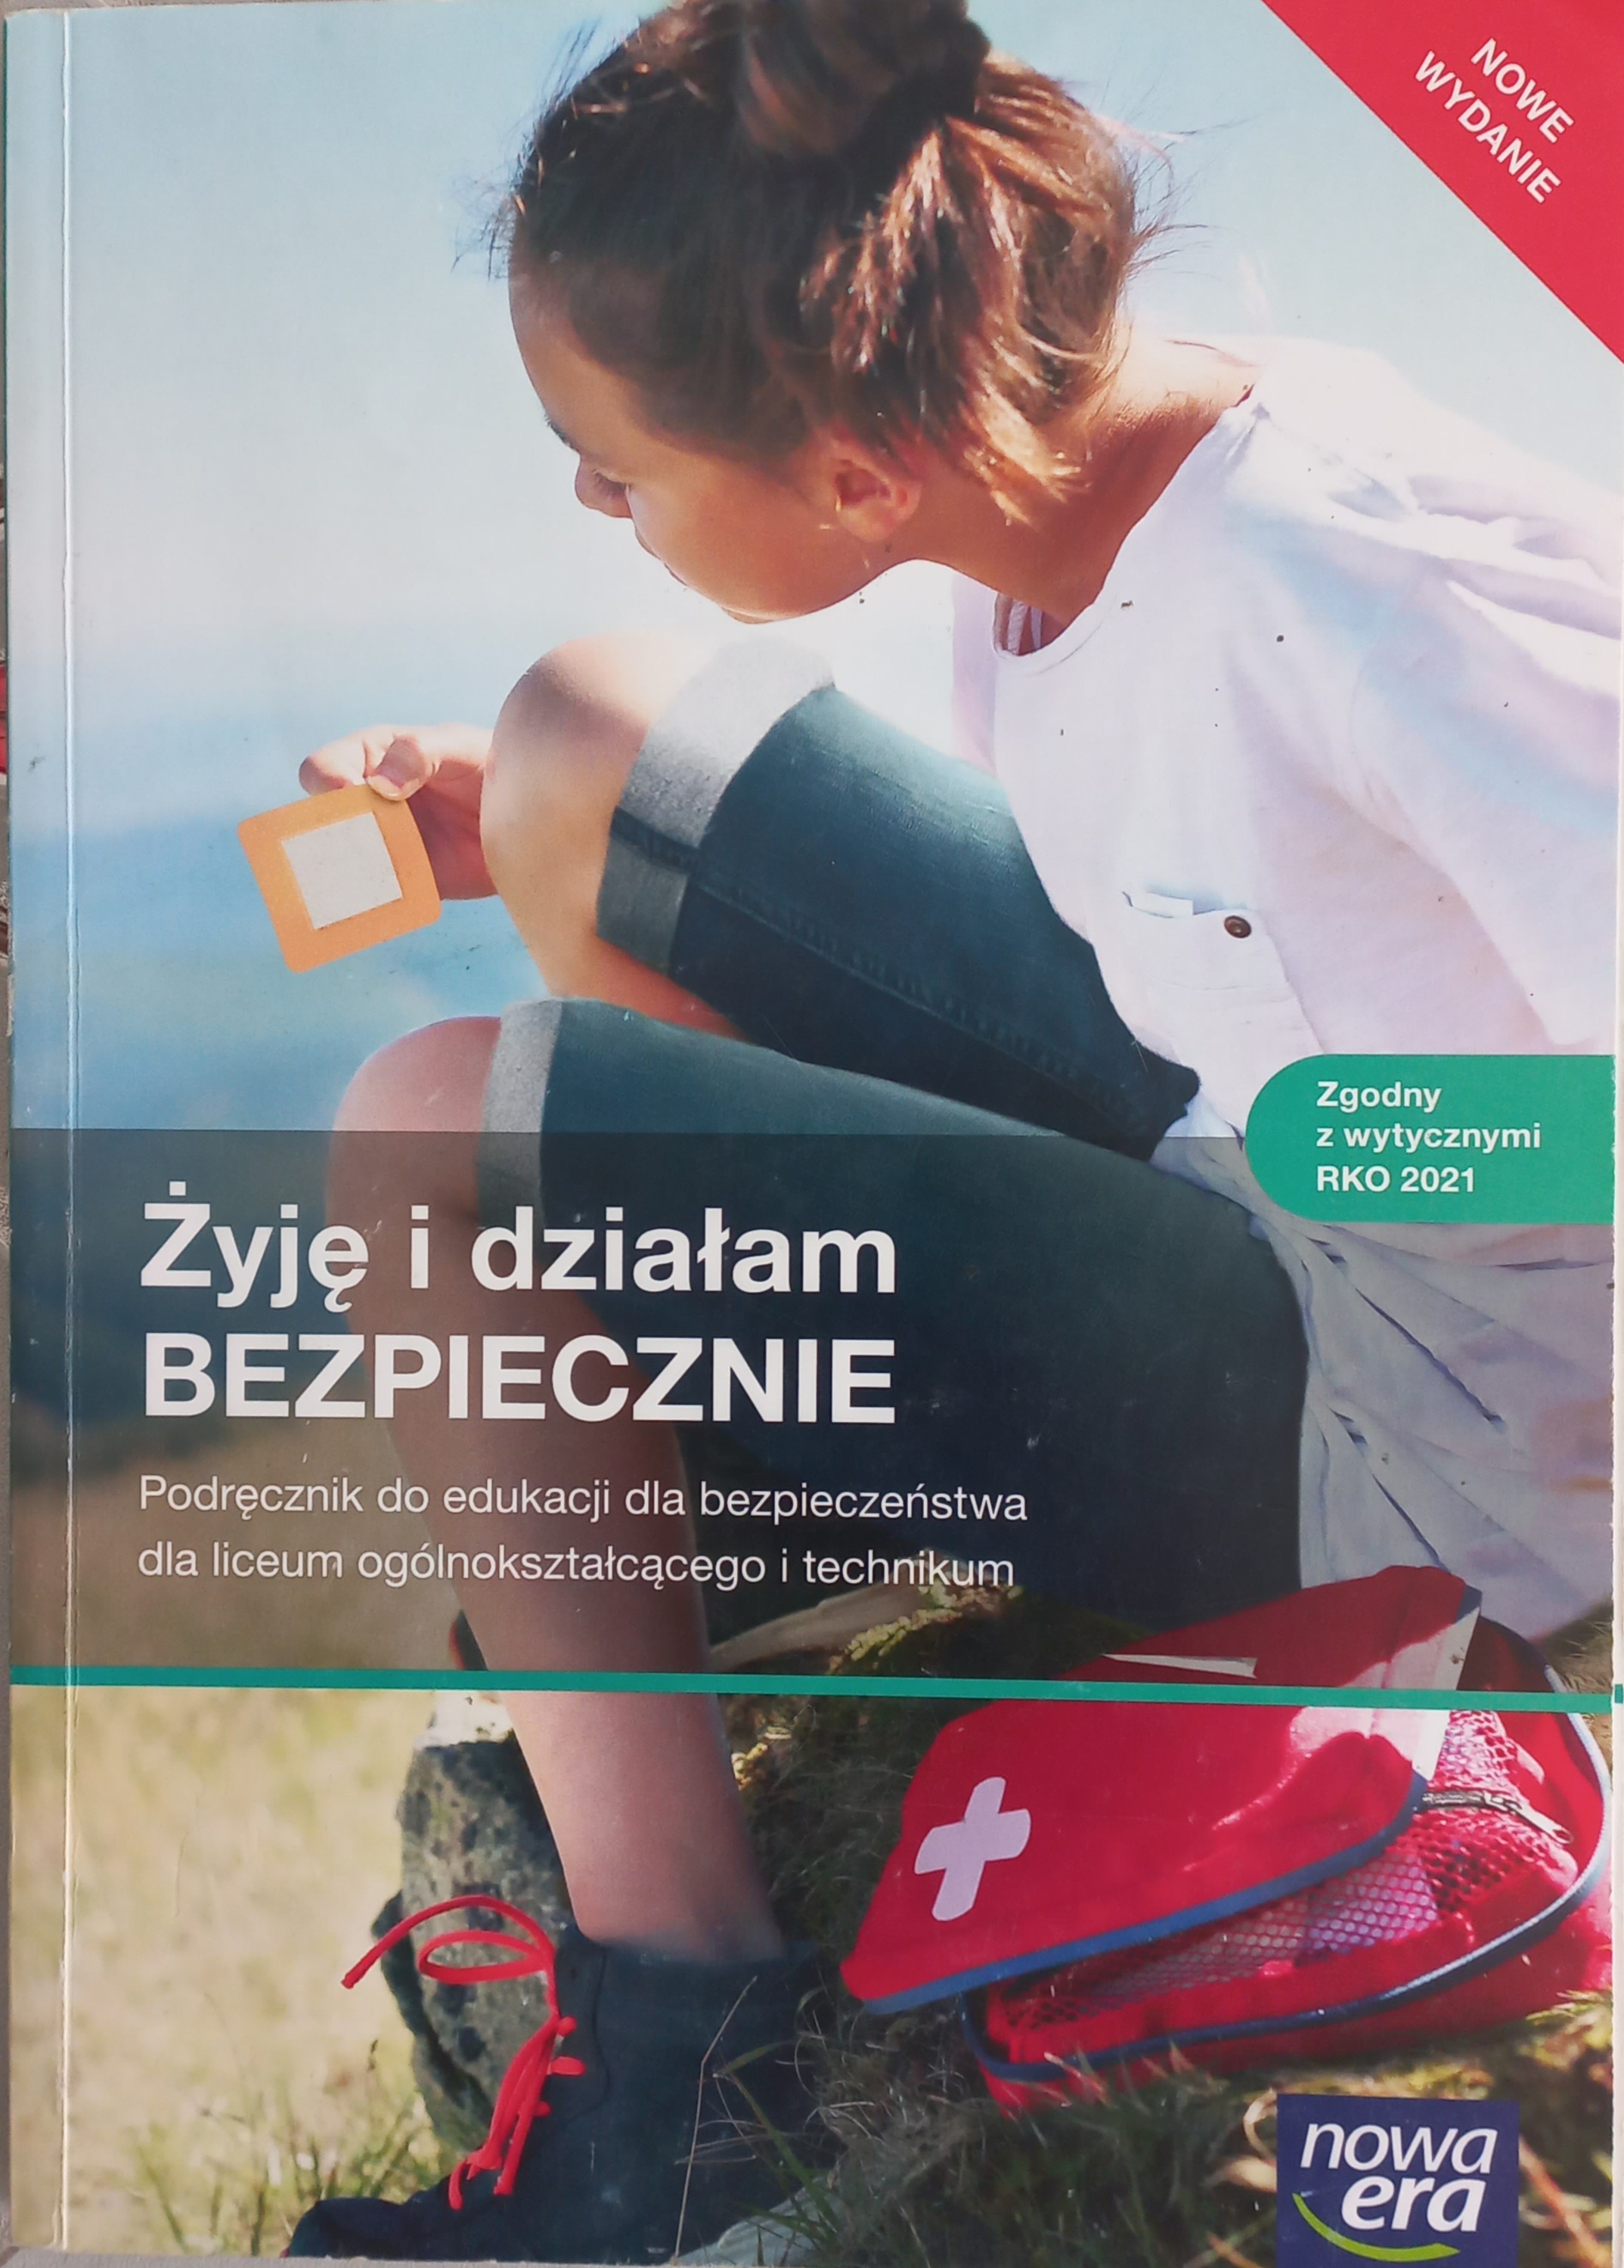 NOWE
WYDANIE
Zgodny
z wytycznymi
RKO 2021
Żyję i działam
BEZPIECZNIE
Podręcznik do edukacji dla bezpieczeństwa
dla liceum ogólnokształcącego i technikum
nowa
era